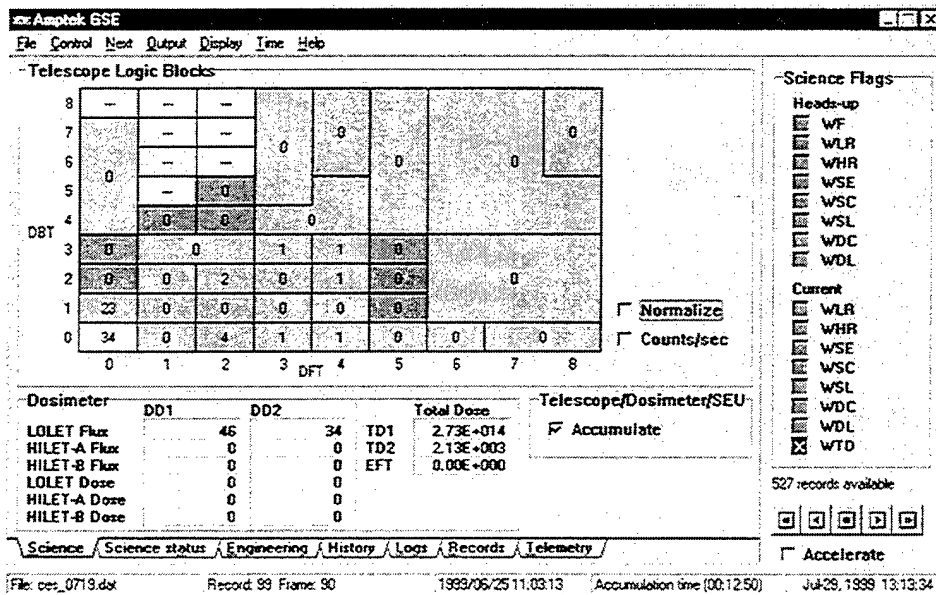 Amptek GSE
File Control Next Output Display Time Help
Telescope Logic Blocks
8 -- -- --
7 -- -- 0 0
6 -- -- 0 0 0 0
5 -- 0
4 0 0 0
DBT
3 0 0 1 1 0
2 0 0 2 0 1 0 0
1 23 0 0 0 0 0
0 34 0 4 1 1 0 0 0
0 1 2 3 4 5 6 7 8
DFT
Normalize
Counts/sec
Dosimeter
DD1 DD2 Total Dose
LOLET Flux 46 34 TD1 2.73E+014
HILET-A Flux 0 0 TD2 2.13E+003
HILET-B Flux 0 0 EFT 0.00E+000
LOLET Dose 0 0
HILET-A Dose 0 0
HILET-B Dose 0 0
Telescope/Dosimeter/SEU
Accumulate
Science Flags
Heads-up
WF
WLR
WHR
WSE
WSC
WSL
WDC
WDL
Current
WLR
WHR
WSE
WSC
WSL
WDC
WDL
WTD
527 records available
Accelerate
Science Science status Engineering History Logs Records Telemetry
File: ces_0719.dat Record: 99 Frame: 90 1999/06/25 11:03:13 Accumulation time (00:12:50) Jul-29, 1999 13:13:34